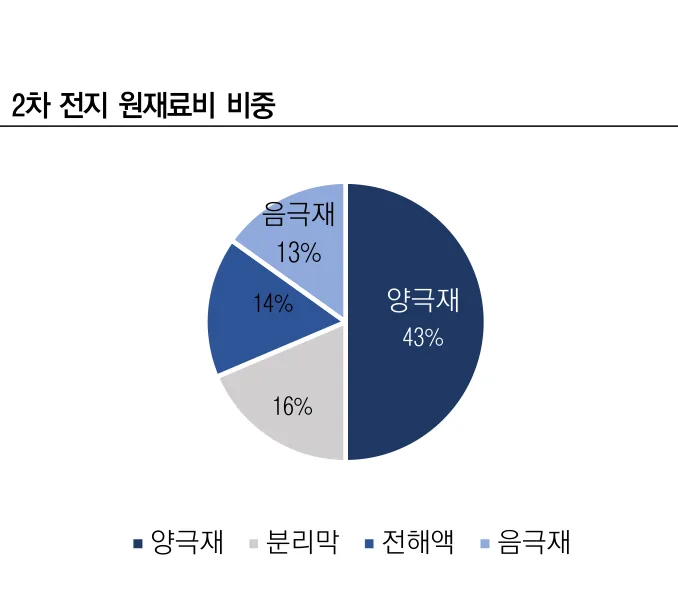 2차 전지 원재료비 비중
음극재
13%
양극재
43%
14%
16%
양극재 분리막 전해액 음극재